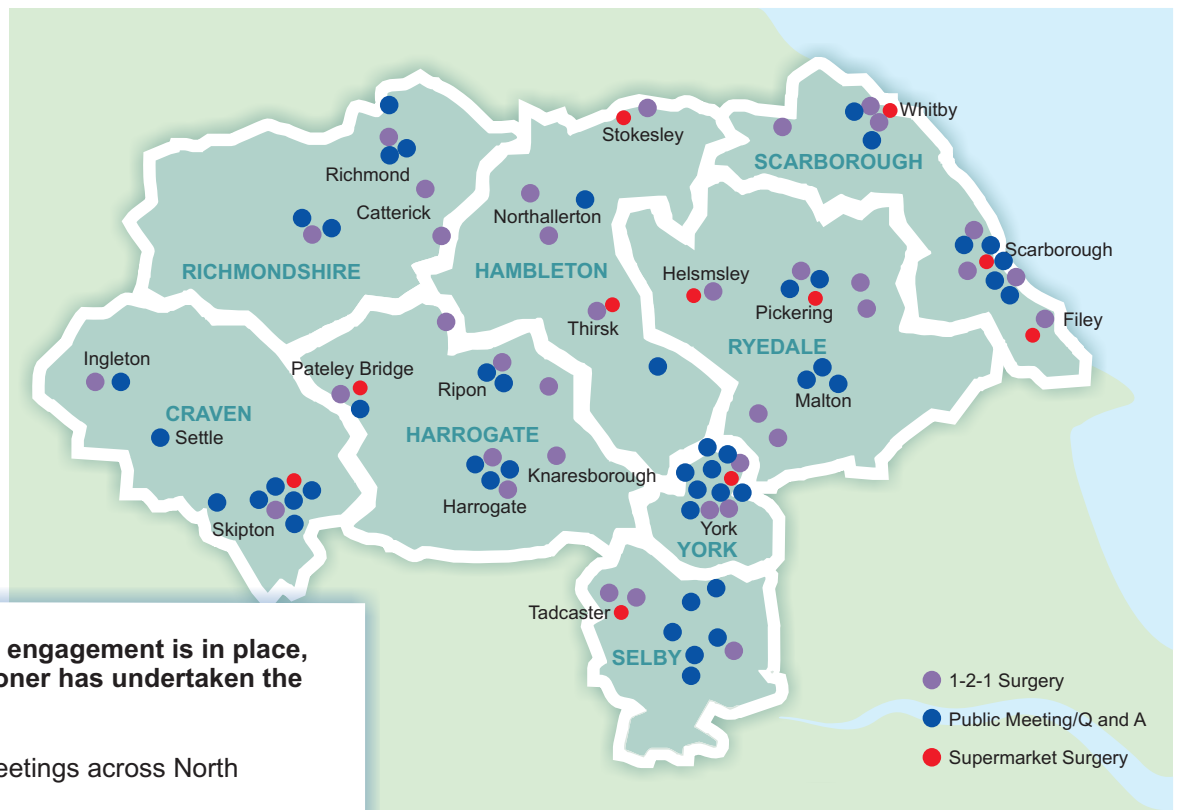 Whitby
Stokesley
SCARBOROUGH
Richmond
Catterick
Northallerton
Scarborough
RICHMONDSHIRE
HAMBLETON
Helsmsley
Pickering
Thirsk
Filey
RYEDALE
Ingleton
Pateley Bridge
Ripon
Malton
CRAVEN
Settle
HARROGATE
Knaresborough
Harrogate
Skipton
York
YORK
Tadcaster
SELBY
engagement is in place,
oner has undertaken the
eetings across North
1-2-1 Surgery
Public Meeting/Q and A
Supermarket Surgery